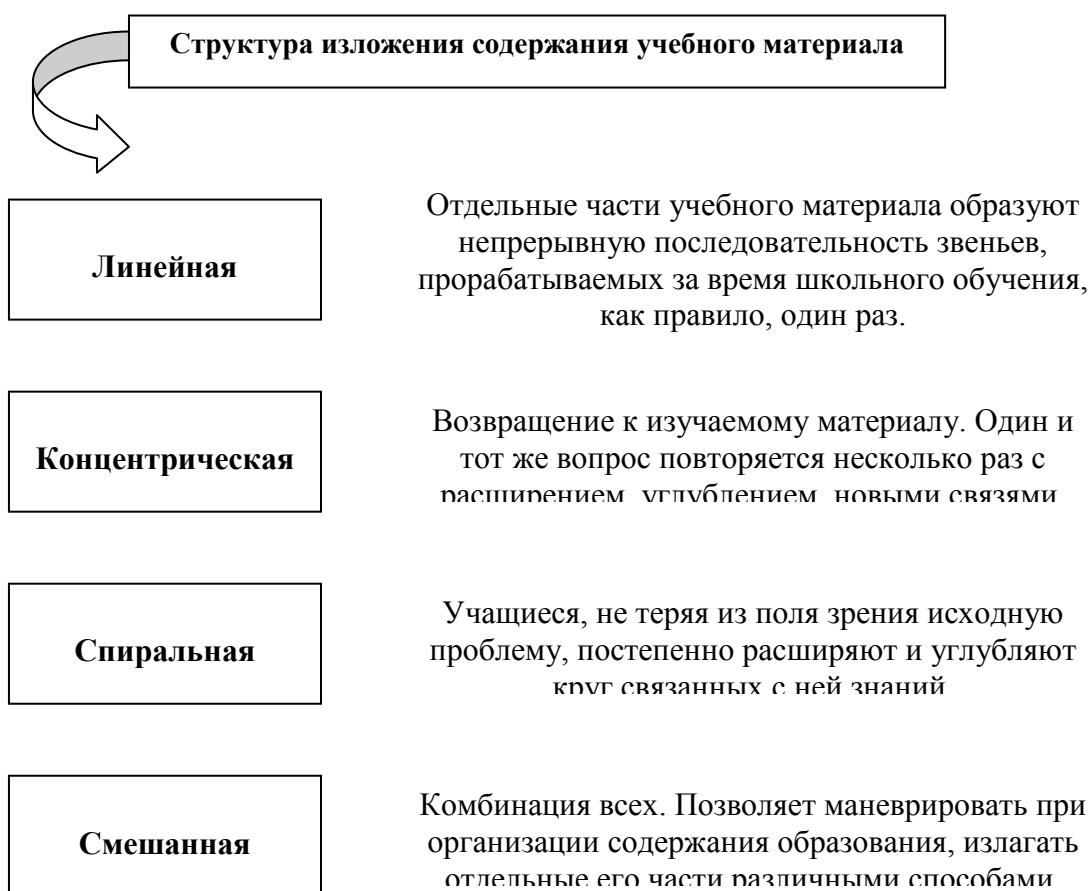 Структура изложения содержания учебного материала
Линейная
Отдельные части учебного материала образуют
непрерывную последовательность звеньев,
прорабатываемых за время школьного обучения,
как правило, один раз.
Концентрическая
Возвращение к изучаемому материалу. Один и
тот же вопрос повторяется несколько раз с
расширением, углублением, новыми связями
Спиральная
Учащиеся, не теряя из поля зрения исходную
проблему, постепенно расширяют и углубляют
круг связанных с ней знаний
Смешанная
Комбинация всех. Позволяет маневрировать при
организации содержания образования, излагать
отдельные его части различными способами